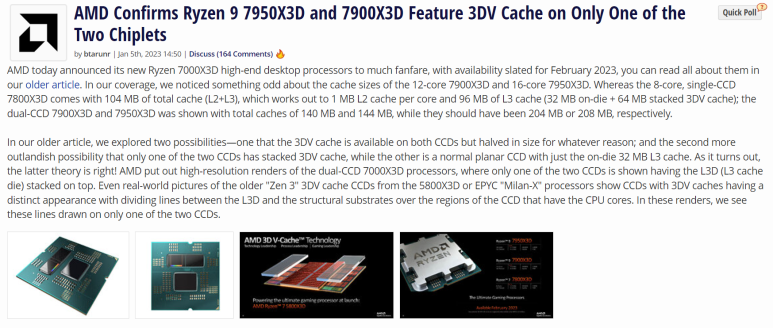 AMD Confirms Ryzen 9 7950X3D and 7900X3D Feature 3DV Cache on Only One of the
Two Chiplets
Quick Poll
by btarunr | Jan 5th, 2023 14:50 | Discuss (164 Comments)
AMD today announced its new Ryzen 7000X3D high-end desktop processors to much fanfare, with availability slated for February 2023, you can read all about them in
our older article. In our coverage, we noticed something odd about the cache sizes of the 12-core 7900X3D and 16-core 7950X3D. Whereas the 8-core, single-CCD
7800X3D comes with 104 MB of total cache (L2+L3), which works out to 1 MB L2 cache per core and 96 MB of L3 cache (32 MB on-die + 64 MB stacked 3DV cache); the
dual-CCD 7900X3D and 7950X3D was shown with total caches of 140 MB and 144 MB, while they should have been 204 MB or 208 MB, respectively.
In our older article, we explored two possibilities—one that the 3DV cache is available on both CCDs but halved in size for whatever reason; and the second more
outlandish possibility that only one of the two CCDs has stacked 3DV cache, while the other is a normal planar CCD with just the on-die 32 MB L3 cache. As it turns out,
the latter theory is right! AMD put out high-resolution renders of the dual-CCD 7000X3D processors, where only one of the two CCDs is shown having the L3D (L3 cache
die) stacked on top. Even real-world pictures of the older "Zen 3" 3DV cache CCDs from the 5800X3D or EPYC "Milan-X" processors show CCDs with 3DV caches having a
distinct appearance with dividing lines between the L3D and the structural substrates over the regions of the CCD that have the CPU cores. In these renders, we see
these lines drawn on only one of the two CCDs.
AMD 3D V-Cache™ Technology
Powering the ultimate gaming processor at launch:
AMD Ryzen 7 5800X3D
AMD
RYZEN
7950X3D
7900X3D
7800X3D
The Ultimate Gaming Processors